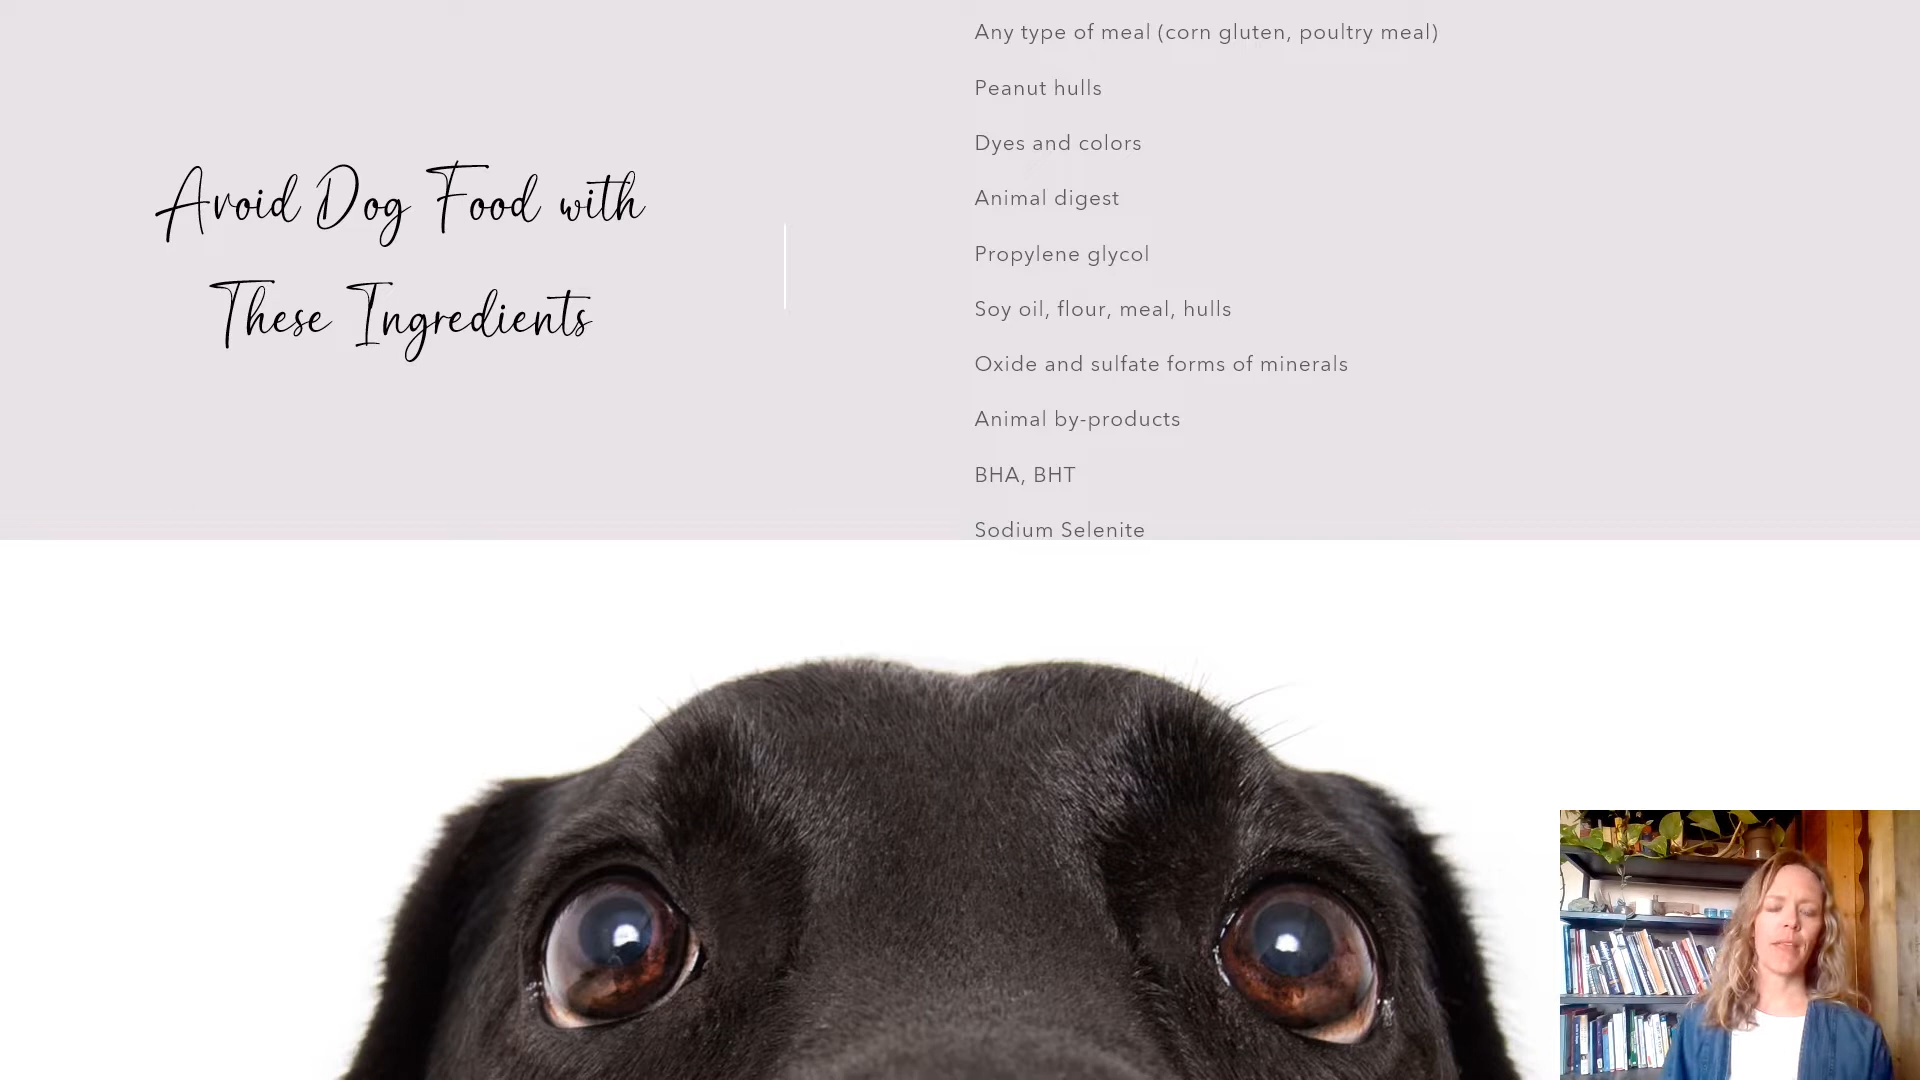 Avoid Dog Food with
These Ingredients
Any type of meal (corn gluten, poultry meal)
Peanut hulls
Dyes and colors
Animal digest
Propylene glycol
Soy oil, flour, meal, hulls
Oxide and sulfate forms of minerals
Animal by-products
BHA, BHT
Sodium Selenite